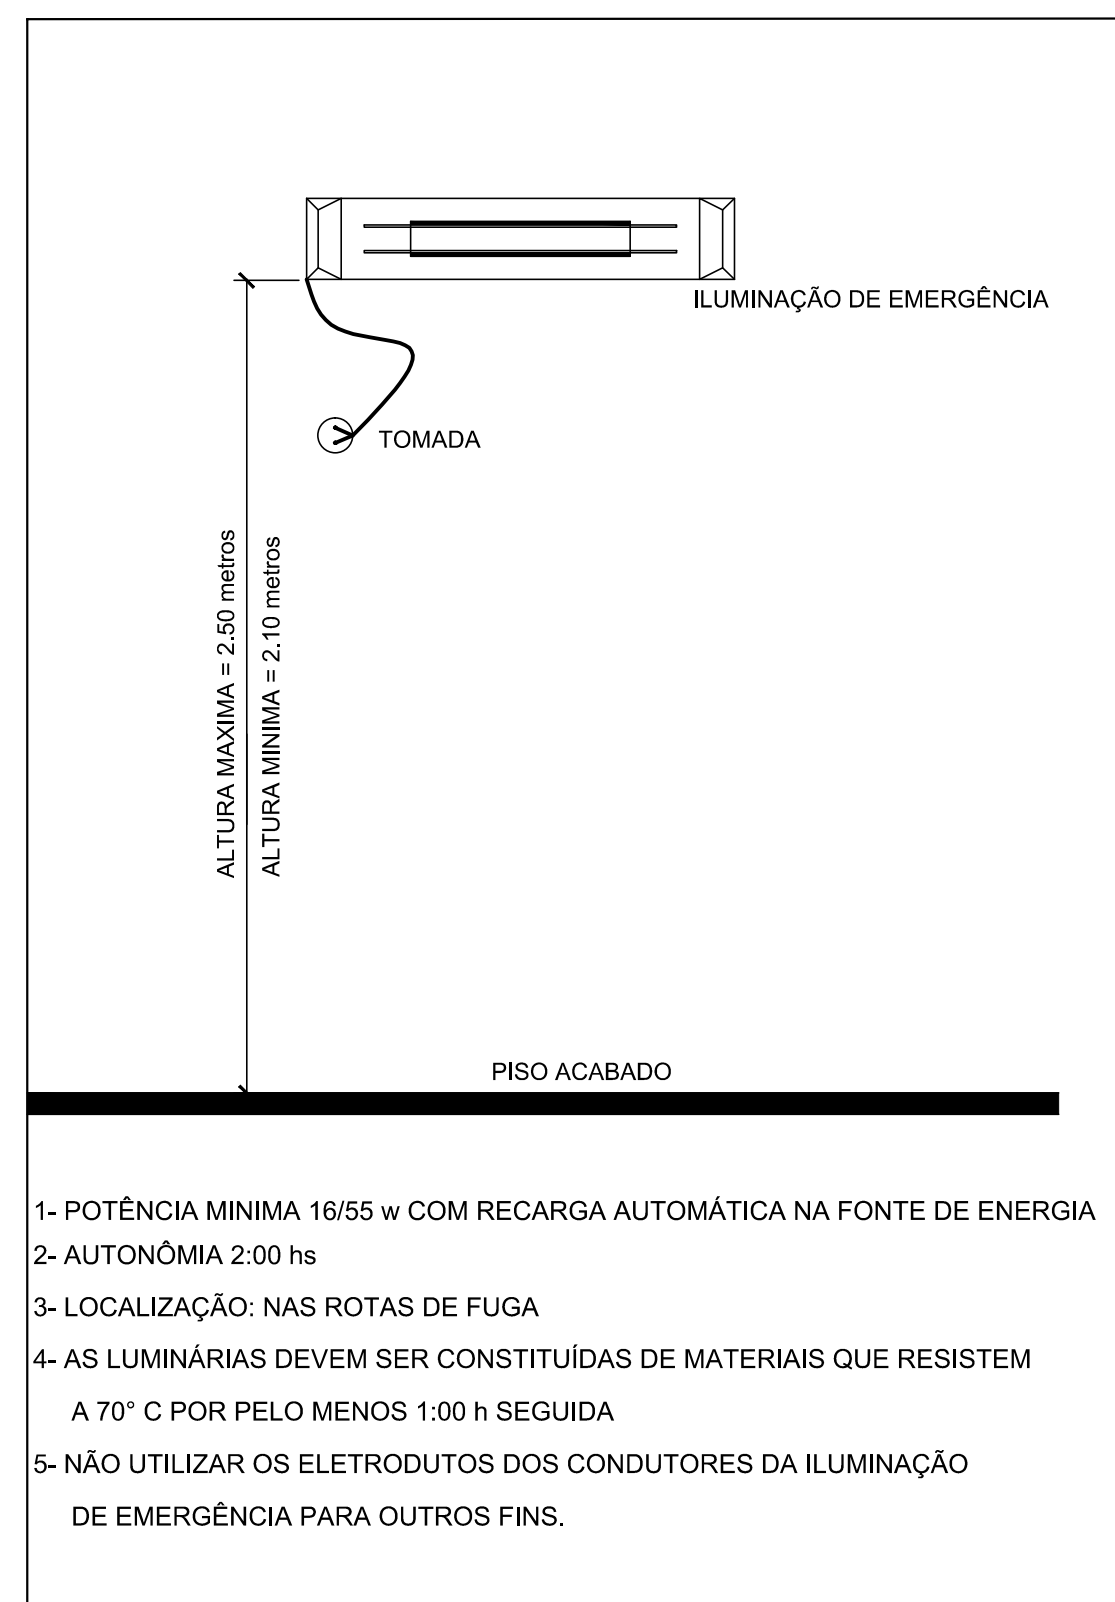 ILUMINAÇÃO DE EMERGÊNCIA
TOMADA
ALTURA MAXIMA = 2.50 metros
ALTURA MINIMA = 2.10 metros
PISO ACABADO
1- POTÊNCIA MINIMA 16/55 w COM RECARGA AUTOMÁTICA NA FONTE DE ENERGIA
2- AUTONÔMIA 2:00 hs
3- LOCALIZAÇÃO: NAS ROTAS DE FUGA
4- AS LUMINÁRIAS DEVEM SER CONSTITUÍDAS DE MATERIAIS QUE RESISTEM
A 70° C POR PELO MENOS 1:00 h SEGUIDA
5- NÃO UTILIZAR OS ELETRODUTOS DOS CONDUTORES DA ILUMINAÇÃO
DE EMERGÊNCIA PARA OUTROS FINS.